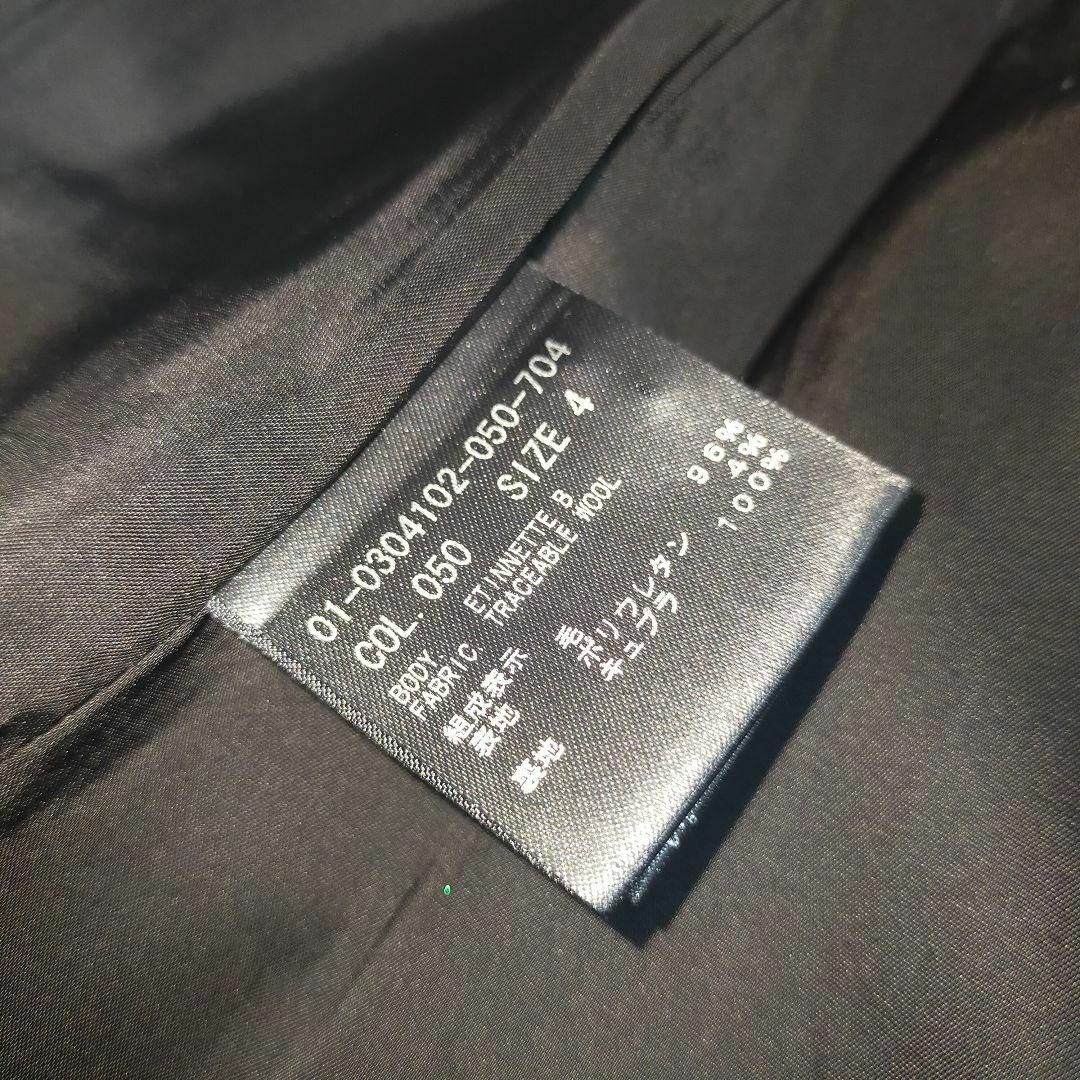 01-0304102-050-704
COL. 050 SIZE 4
BODY ETINNETTE B
FABRIC TRACEABLE WOOL
組成表示
表地 毛 96%
ポリウレタン 4%
裏地 キュプラ 100%